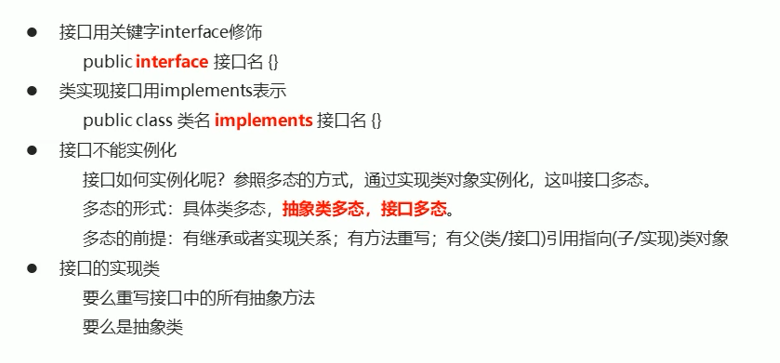 ● 接口用关键字interface修饰
public interface 接口名 {}
● 类实现接口用implements表示
public class 类名 implements 接口名 {}
● 接口不能实例化
接口如何实例化呢？参照多态的方式，通过实现类对象实例化，这叫接口多态。
多态的形式：具体类多态，抽象类多态，接口多态。
多态的前提：有继承或者实现关系；有方法重写；有父(类/接口)引用指向(子/实现)类对象
● 接口的实现类
要么重写接口中的所有抽象方法
要么是抽象类